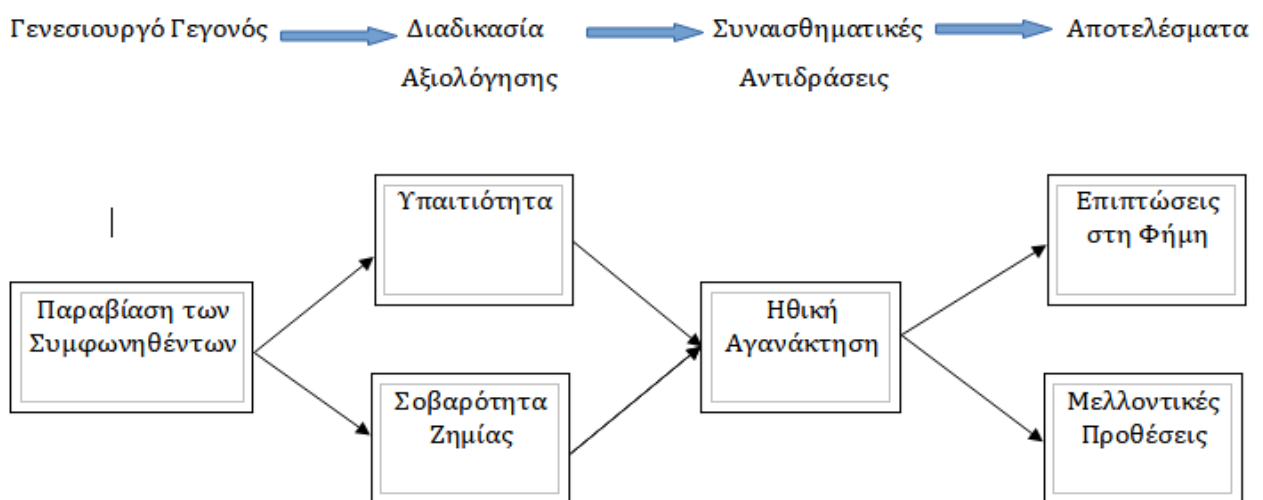 Γενεσιουργό Γεγονός
Διαδικασία
Αξιολόγησης
Συναισθηματικές
Αντιδράσεις
Αποτελέσματα
Παραβίαση των
Συμφωνηθέντων
Υπαιτιότητα
Σοβαρότητα
Ζημίας
Ηθική
Αγανάκτηση
Επιπτώσεις
στη Φήμη
Μελλοντικές
Προθέσεις